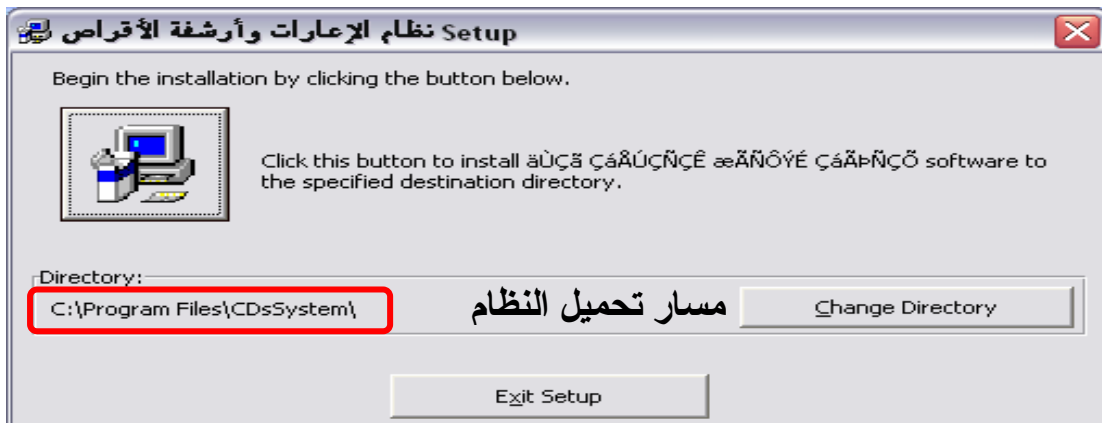 نظام الإعارات وأرشفة الأقراص Setup
Begin the installation by clicking the button below.
Click this button to install äÙÇã ÇáÅÚÇÑÇÊ æÃÑÔÝÉ ÇáÃÞÑÇÕ software to
the specified destination directory.
Directory:
C:\Program Files\CDsSystem\ مسار تحميل النظام Change Directory
Exit Setup